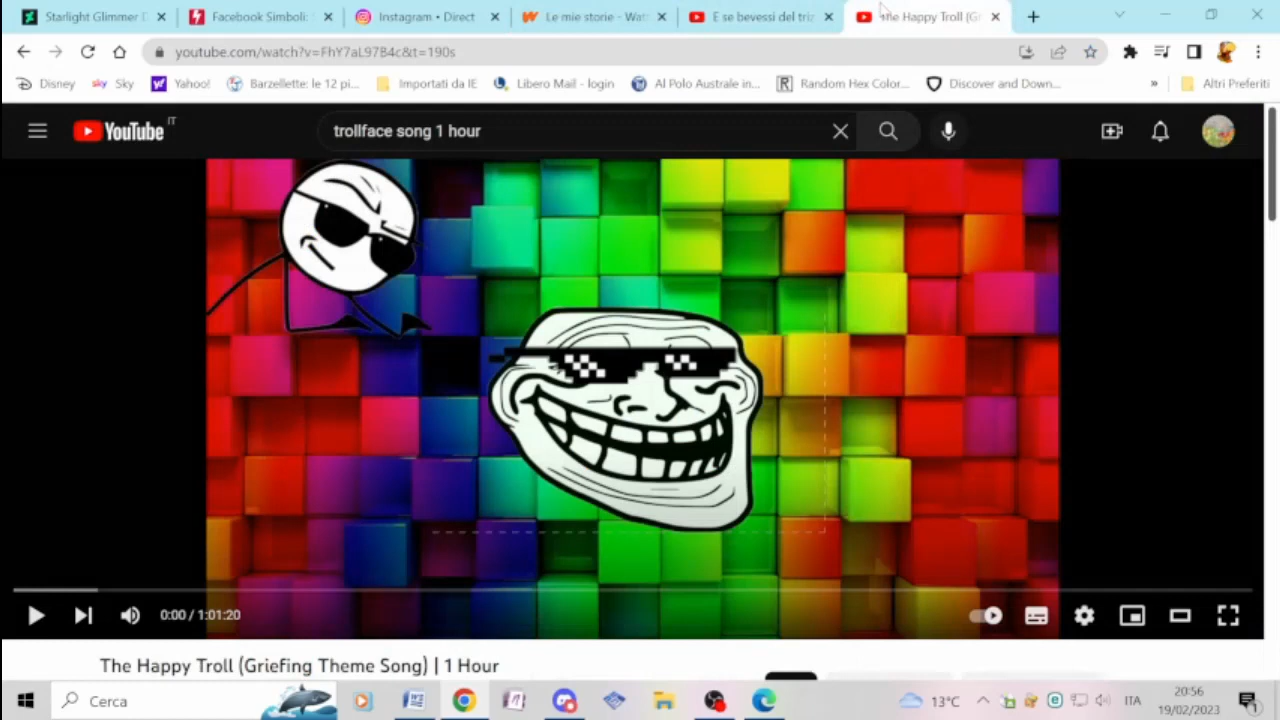 Starlight Glimmer
Facebook Simboli:
Instagram • Direct
Le mie storie - Wat
E se bevessi del tri
The Happy Troll (Gr
youtube.com/watch?v=FhY7aL97B4c&t=190s
Disney
sky Sky
Yahoo!
Barzellette: le 12 pi...
Importati da IE
Libero Mail - login
Al Polo Australe in...
Random Hex Color...
Discover and Down...
»
Altri Preferiti
YouTube IT
trollface song 1 hour
0:00 / 1:01:20
The Happy Troll (Griefing Theme Song) | 1 Hour
Cerca
13°C
ITA
20:56
19/02/2023